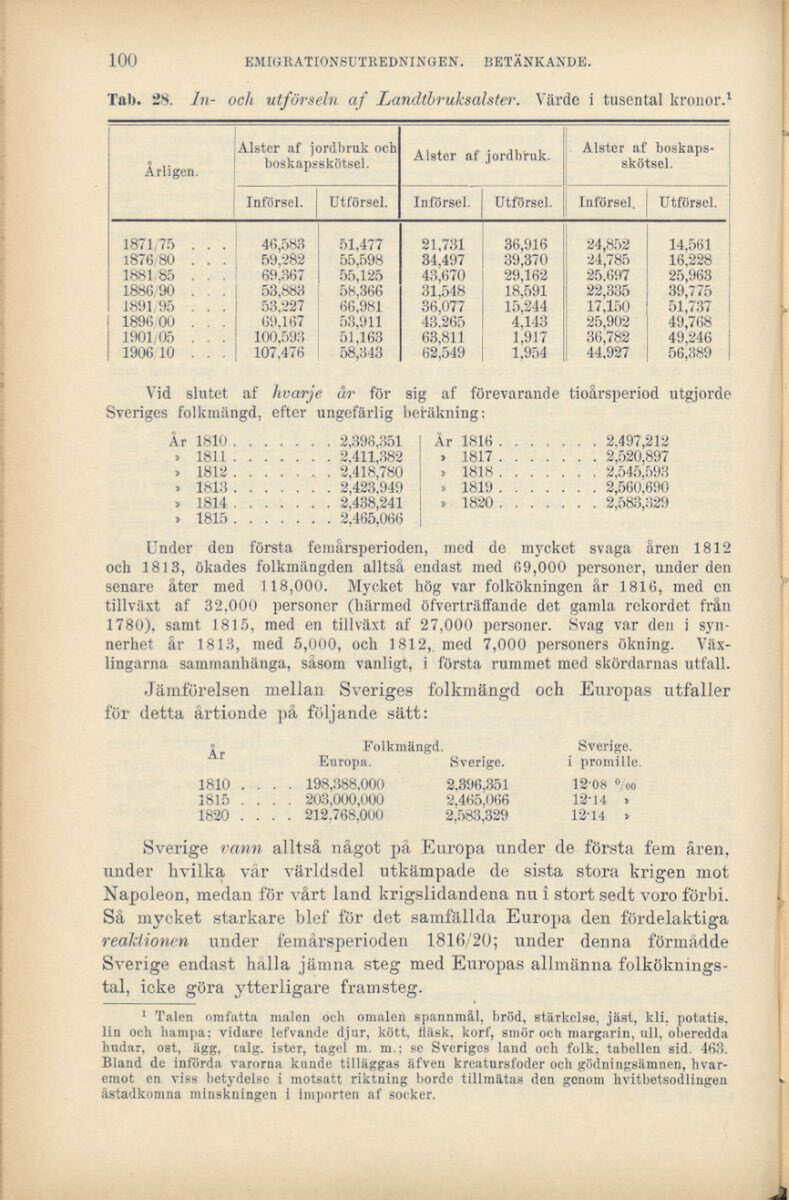 100 EMIGRATIONSUTREDNINGEN. BETÄNKANDE.
Tab. 28. In- och utförseln af Landtbruksalster. Värde i tusental kronor.¹
Årligen. Alster af jordbruk och boskapsskötsel. Alster af jordbruk. Alster af boskapsskötsel.
Införsel. Utförsel. Införsel. Utförsel. Införsel. Utförsel.
1871/75 . . . 46,583 51,477 21,731 36,916 24,852 14,561
1876/80 . . . 59,282 55,598 34,497 39,370 24,785 16,228
1881/85 . . . 69,367 55,125 43,670 29,162 25,697 25,963
1886/90 . . . 53,883 58,366 31,548 18,591 22,335 39,775
1891/95 . . . 53,227 66,981 36,077 15,244 17,150 51,737
1896/00 . . . 69,167 53,911 43,265 4,143 25,902 49,768
1901/05 . . . 100,593 51,163 63,811 1,917 36,782 49,246
1906/10 . . . 107,476 58,343 62,549 1,954 44,927 56,389
Vid slutet af hvarje år för sig af förevarande tioårsperiod utgjorde
Sveriges folkmängd, efter ungefärlig beräkning:
År 1810 . . . . . . . 2,396,351 År 1816 . . . . . . . 2,497,212
» 1811 . . . . . . . 2,411,382 » 1817 . . . . . . . 2,520,897
» 1812 . . . . . . . 2,418,780 » 1818 . . . . . . . 2,545,593
» 1813 . . . . . . . 2,423,949 » 1819 . . . . . . . 2,560,690
» 1814 . . . . . . . 2,438,241 » 1820 . . . . . . . 2,583,329
» 1815 . . . . . . . 2,465,066
Under den första femårsperioden, med de mycket svaga åren 1812
och 1813, ökades folkmängden alltså endast med 69,000 personer, under den
senare åter med 118,000. Mycket hög var folkökningen år 1816, med en
tillväxt af 32,000 personer (härmed öfverträffande det gamla rekordet från
1780), samt 1815, med en tillväxt af 27,000 personer. Svag var den i syn-
nerhet år 1813, med 5,000, och 1812, med 7,000 personers ökning. Väx-
lingarna sammanhänga, såsom vanligt, i första rummet med skördarnas utfall.
Jämförelsen mellan Sveriges folkmängd och Europas utfaller
för detta årtionde på följande sätt:
År Folkmängd. Sverige.
Europa. Sverige. i promille.
1810 . . . . 198,388,000 2,396,351 12·08 ‰
1815 . . . . 203,000,000 2,465,066 12·14 »
1820 . . . . 212,768,000 2,583,329 12·14 »
Sverige vann alltså något på Europa under de första fem åren,
under hvilka vår världsdel utkämpade de sista stora krigen mot
Napoleon, medan för vårt land krigslidandena nu i stort sedt voro förbi.
Så mycket starkare blef för det samfällda Europa den fördelaktiga
reaktionen under femårsperioden 1816/20; under denna förmådde
Sverige endast hålla jämna steg med Europas allmänna folköknings-
tal, icke göra ytterligare framsteg.
¹ Talen omfatta malen och omalen spannmål, bröd, stärkelse, jäst, kli, potatis,
lin och hampa; vidare lefvande djur, kött, fläsk, korf, smör och margarin, ull, oberedda
hudar, ost, ägg, talg, ister, tagel m. m.; se Sveriges land och folk, tabellen sid. 463.
Bland de införda varorna kunde tilläggas äfven kreatursfoder och gödningsämnen, hvar-
emot en viss betydelse i motsatt riktning borde tillmätas den genom hvitbetsodlingen
åstadkomna minskningen i importen af socker.